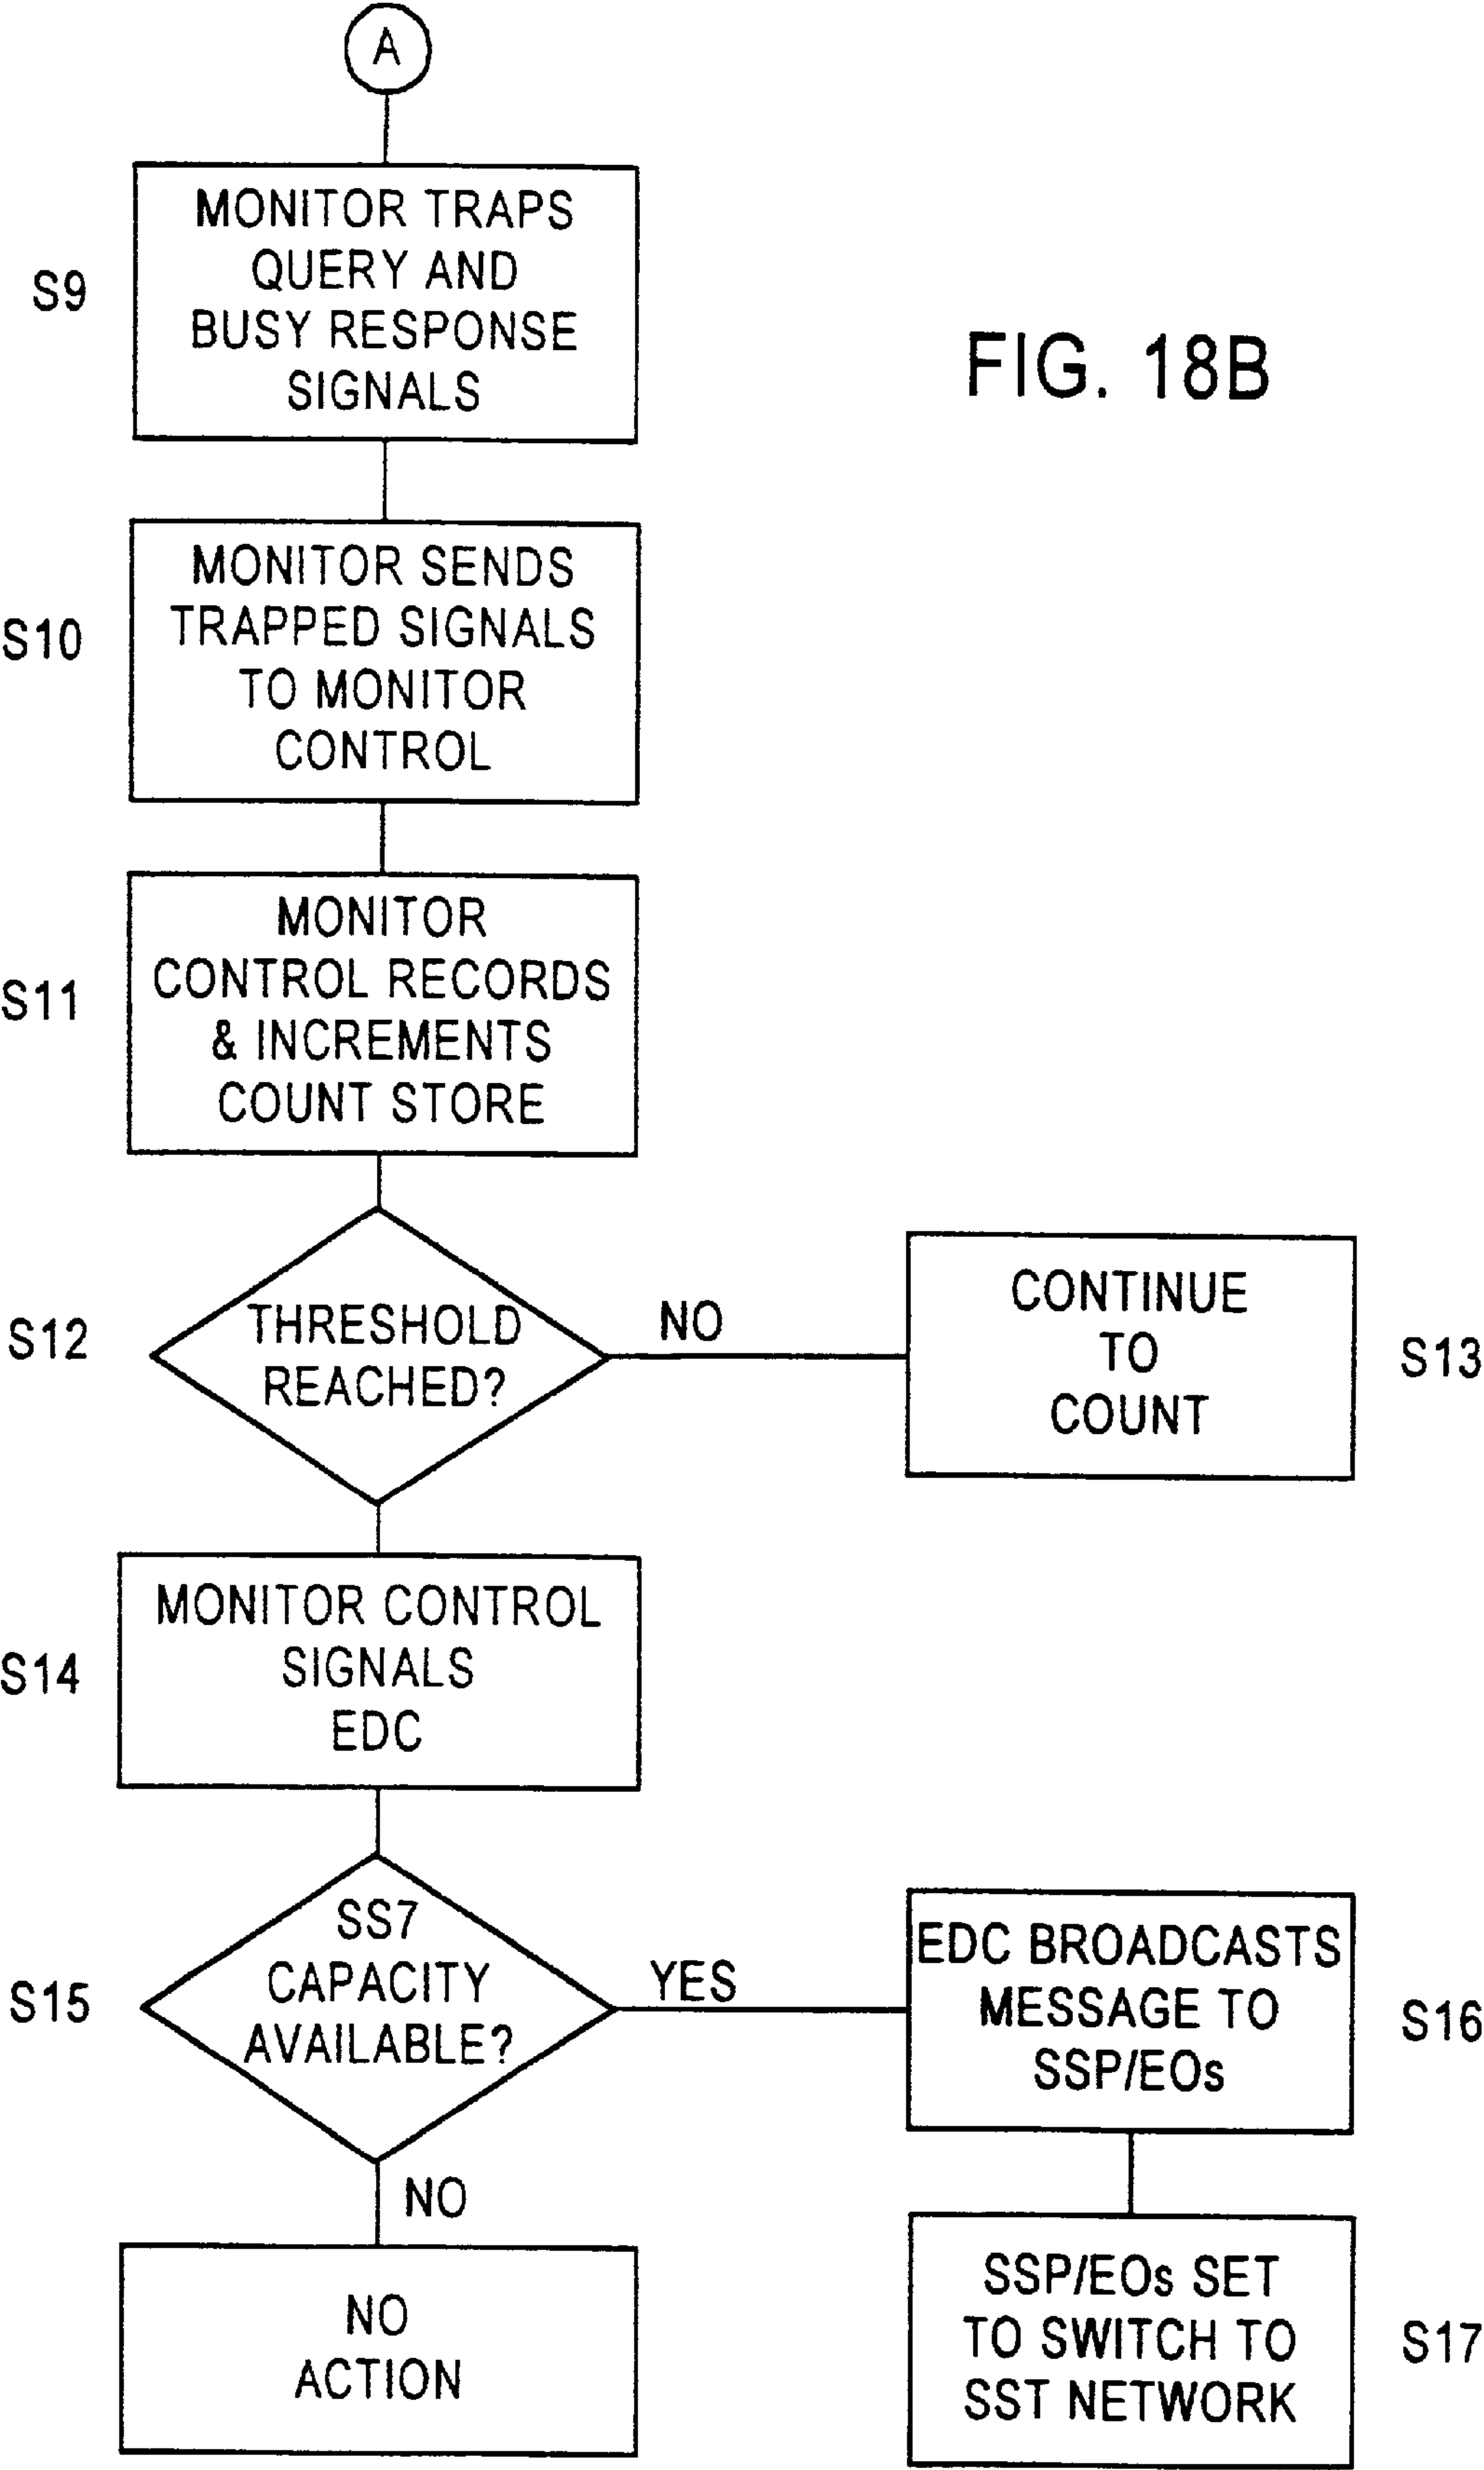 A
MONITOR TRAPS
QUERY AND
BUSY RESPONSE
SIGNALS
S9
FIG. 18B
MONITOR SENDS
TRAPPED SIGNALS
TO MONITOR
CONTROL
S10
MONITOR
CONTROL RECORDS
& INCREMENTS
COUNT STORE
S11
S12
THRESHOLD
REACHED?
NO
CONTINUE
TO
COUNT
S13
MONITOR CONTROL
SIGNALS
EDC
S14
S15
SS7
CAPACITY
AVAILABLE?
YES
EDC BROADCASTS
MESSAGE TO
SSP/EOs
S16
NO
NO
ACTION
SSP/EOs SET
TO SWITCH TO
SST NETWORK
S17